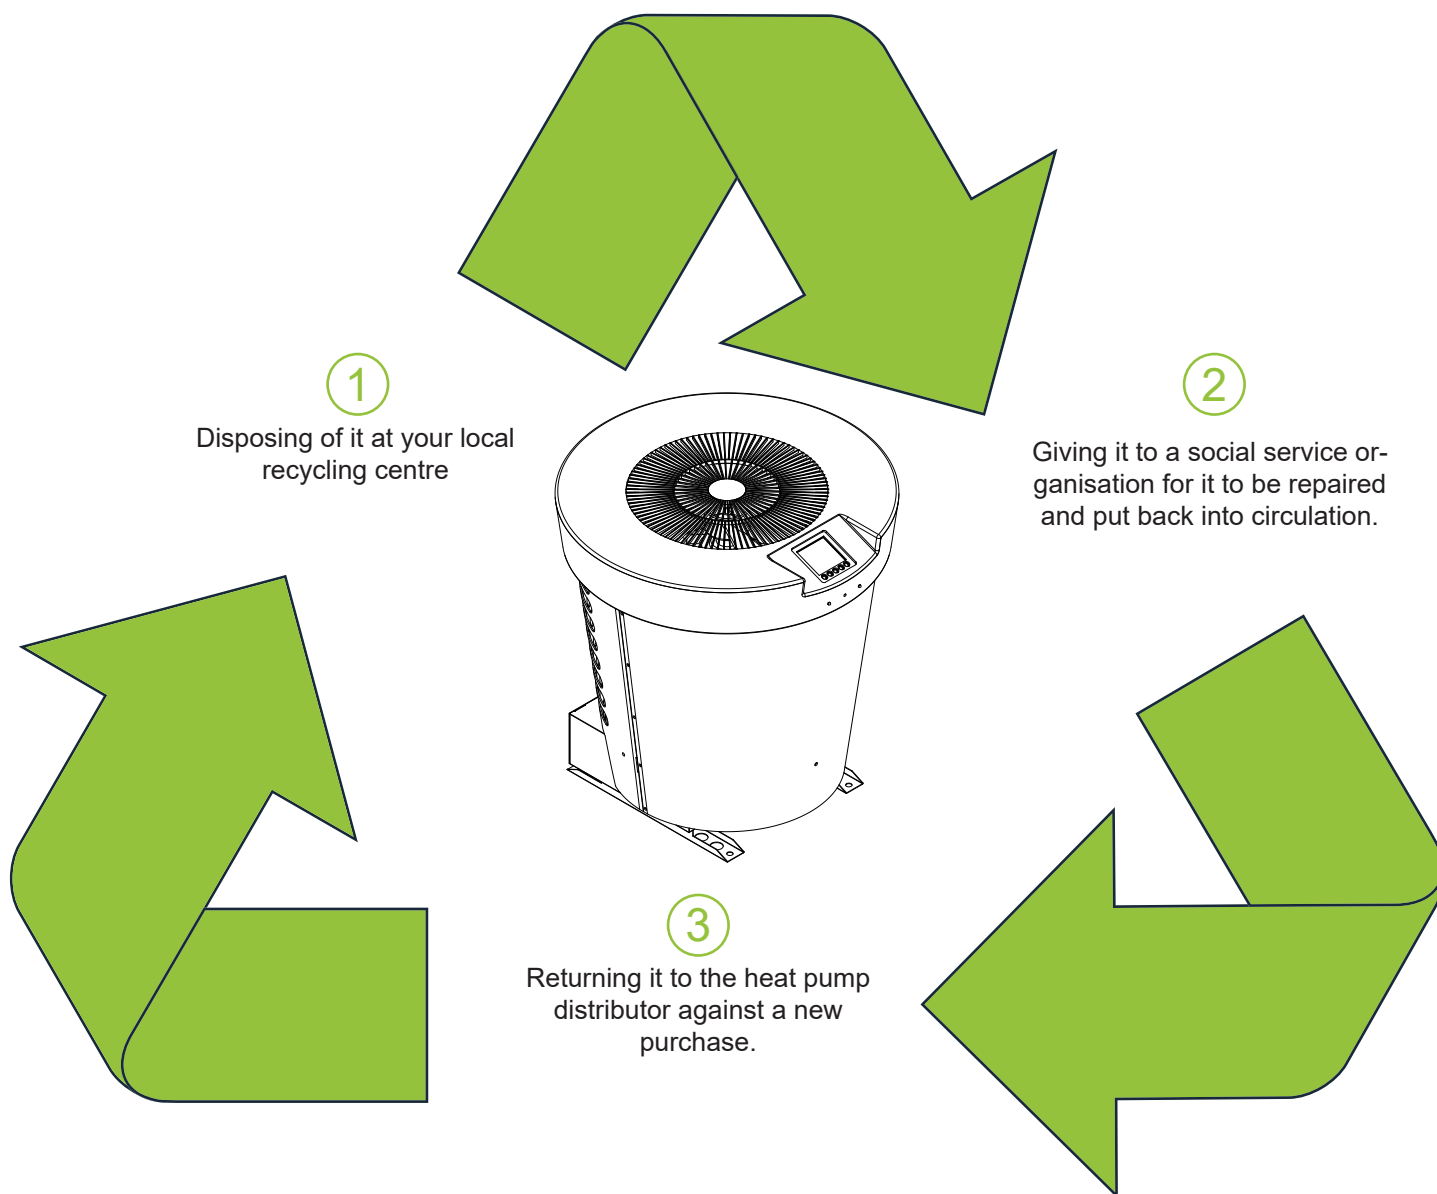 1
Disposing of it at your local
recycling centre
2
Giving it to a social service or-
ganisation for it to be repaired
and put back into circulation.
3
Returning it to the heat pump
distributor against a new
purchase.